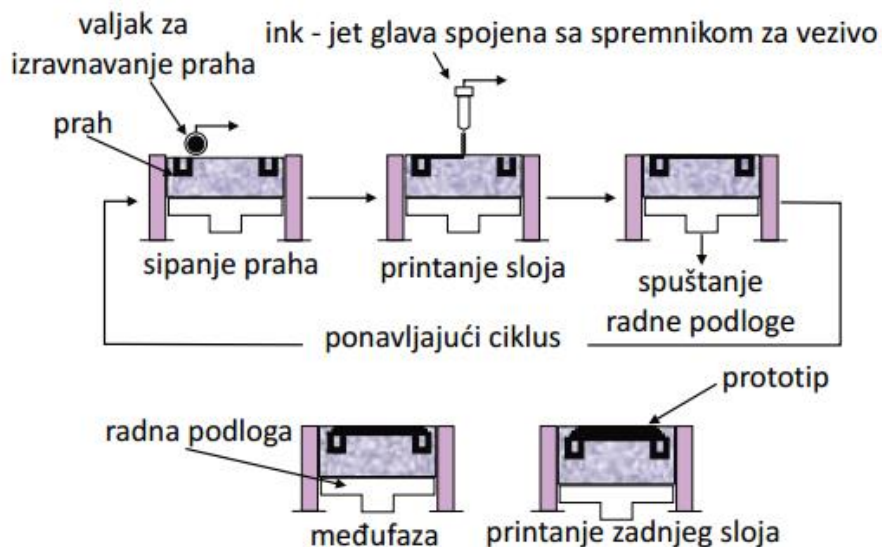 valjak za
izravnavanje praha
ink - jet glava spojena sa spremnikom za vezivo
prah
sipanje praha
printanje sloja
spuštanje
radne podloge
ponavljajući ciklus
prototip
radna podloga
međufaza
printanje zadnjeg sloja